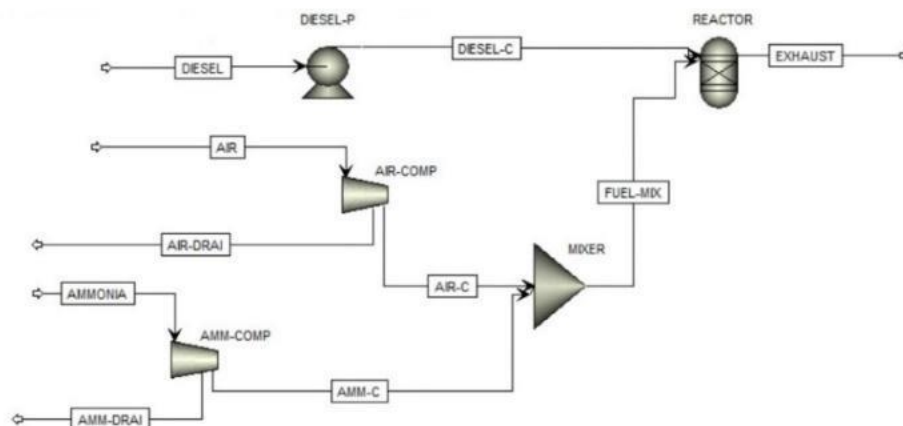 DIESEL-P
REACTOR
DIESEL
DIESEL-C
EXHAUST
AIR
AIR-COMP
FUEL-MIX
AIR-DRAI
MIXER
AIR-C
AMMONIA
AMM-COMP
AMM-C
AMM-DRAI